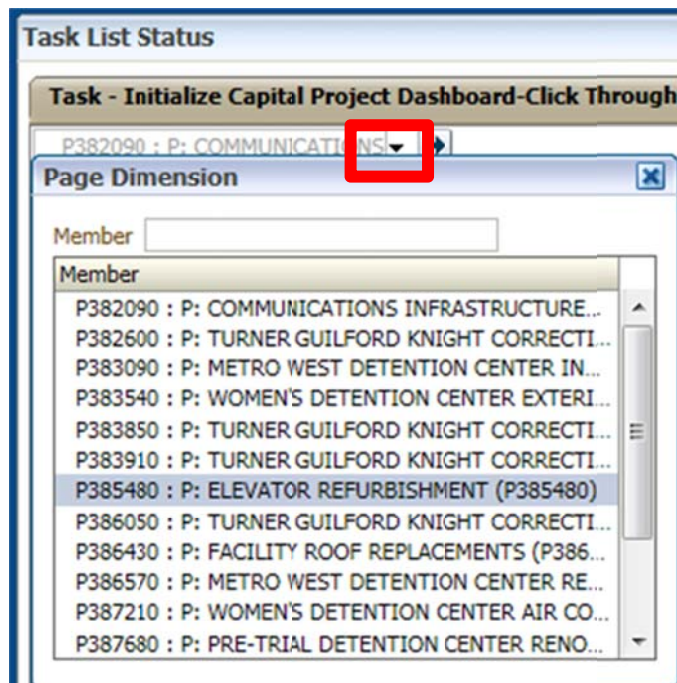 Task List Status
Task - Initialize Capital Project Dashboard-Click Through
P382090 : P: COMMUNICATIONS
Page Dimension
Member
Member
P382090 : P: COMMUNICATIONS INFRASTRUCTURE...
P382600 : P: TURNER GUILFORD KNIGHT CORRECTI...
P383090 : P: METRO WEST DETENTION CENTER IN...
P383540 : P: WOMEN'S DETENTION CENTER EXTERI...
P383850 : P: TURNER GUILFORD KNIGHT CORRECTI...
P383910 : P: TURNER GUILFORD KNIGHT CORRECTI...
P385480 : P: ELEVATOR REFURBISHMENT (P385480)
P386050 : P: TURNER GUILFORD KNIGHT CORRECTI...
P386430 : P: FACILITY ROOF REPLACEMENTS (P386...
P386570 : P: METRO WEST DETENTION CENTER RE...
P387210 : P: WOMEN'S DETENTION CENTER AIR CO...
P387680 : P: PRE-TRIAL DETENTION CENTER RENO...